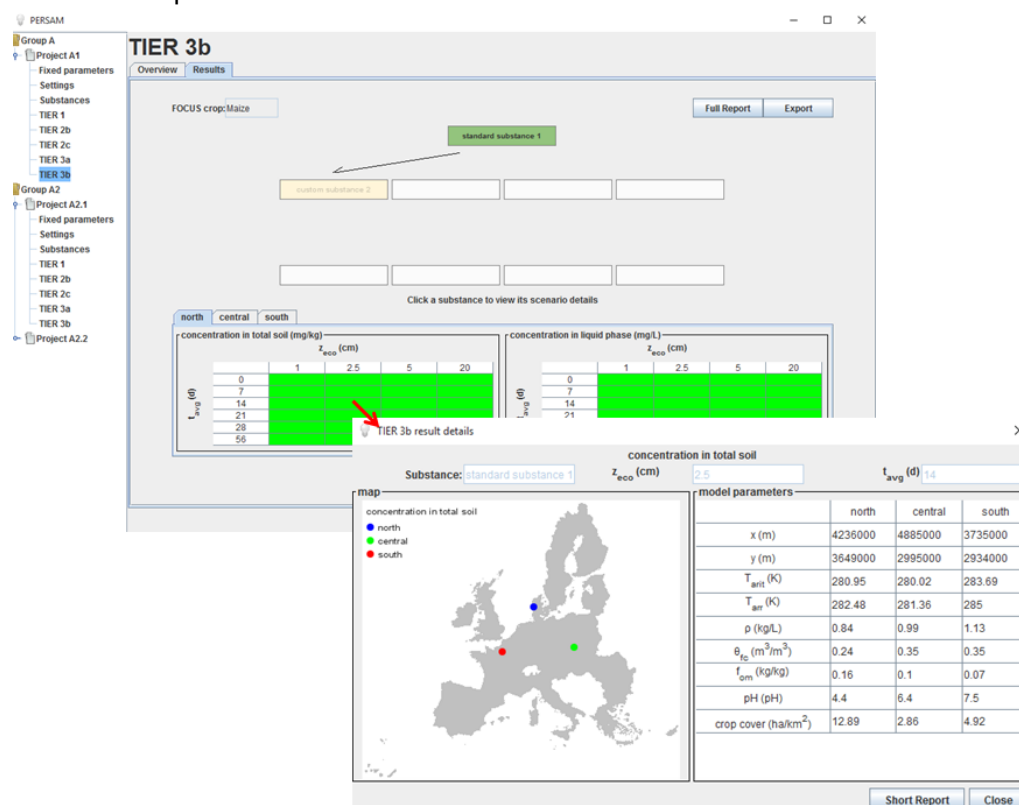 PERSAM
Group A
Project A1
Fixed parameters
Settings
Substances
TIER 1
TIER 2b
TIER 2c
TIER 3a
TIER 3b
Group A2
Project A2.1
Fixed parameters
Settings
Substances
TIER 1
TIER 2b
TIER 2c
TIER 3a
TIER 3b
Project A2.2
TIER 3b
Overview Results
FOCUS crop: Maize Full Report Export
standard substance 1
custom substance 2
Click a substance to view its scenario details
north central south
concentration in total soil (mg/kg)
z eco (cm)
1 2.5 5 20
t avg (d)
0
7
14
21
28
56
concentration in liquid phase (mg/L)
z eco (cm)
1 2.5 5 20
0
7
14
21
TIER 3b result details
concentration in total soil
Substance: standard substance 1 z eco (cm) 2.5 t avg (d) 14
map
concentration in total soil
north
central
south
model parameters
north central south
x (m) 4236000 4885000 3735000
y (m) 3649000 2995000 2934000
T arit (K) 280.95 280.02 283.69
T arr (K) 282.48 281.36 285
ρ (kg/L) 0.84 0.99 1.13
θ fc (m³/m³) 0.24 0.35 0.35
f om (kg/kg) 0.16 0.1 0.07
pH (pH) 4.4 6.4 7.5
crop cover (ha/km²) 12.89 2.86 4.92
Short Report Close